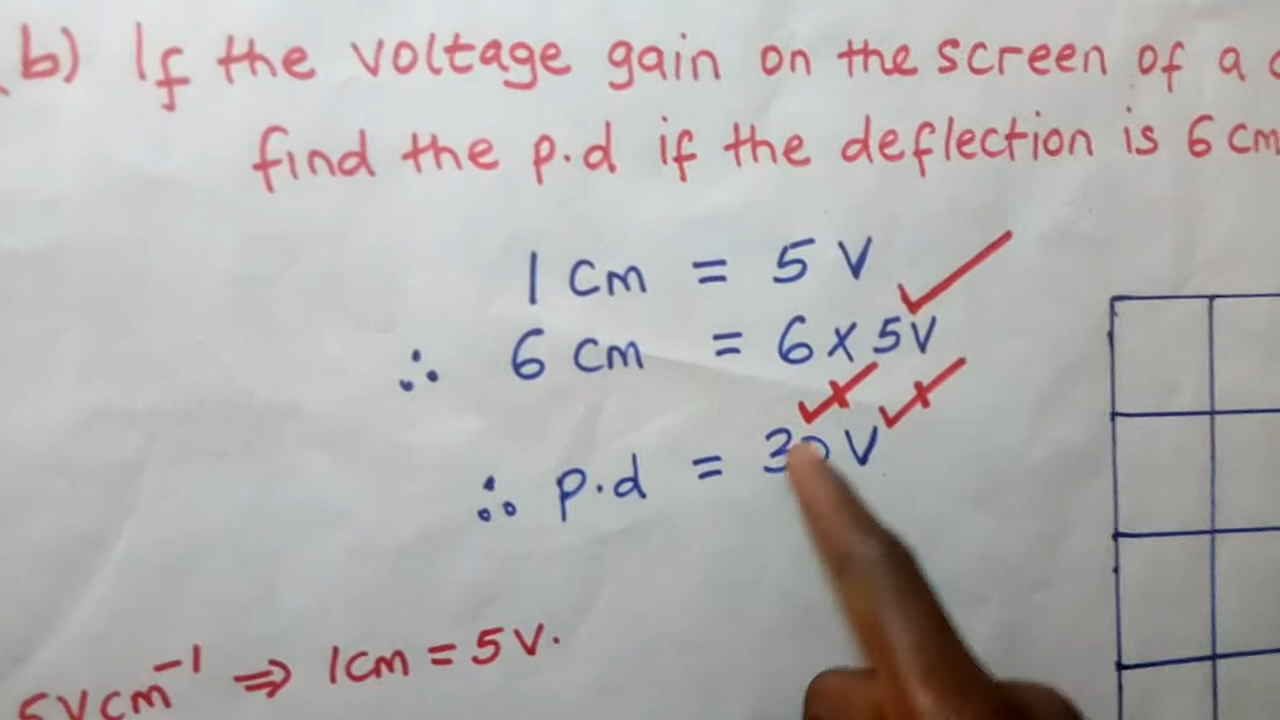 b) If the voltage gain on the screen of a
find the p.d if the deflection is 6 cm
1 cm = 5 V
∴ 6 cm = 6 x 5V
∴ p.d = 30 V
5Vcm⁻¹ ⇒ 1cm = 5V.